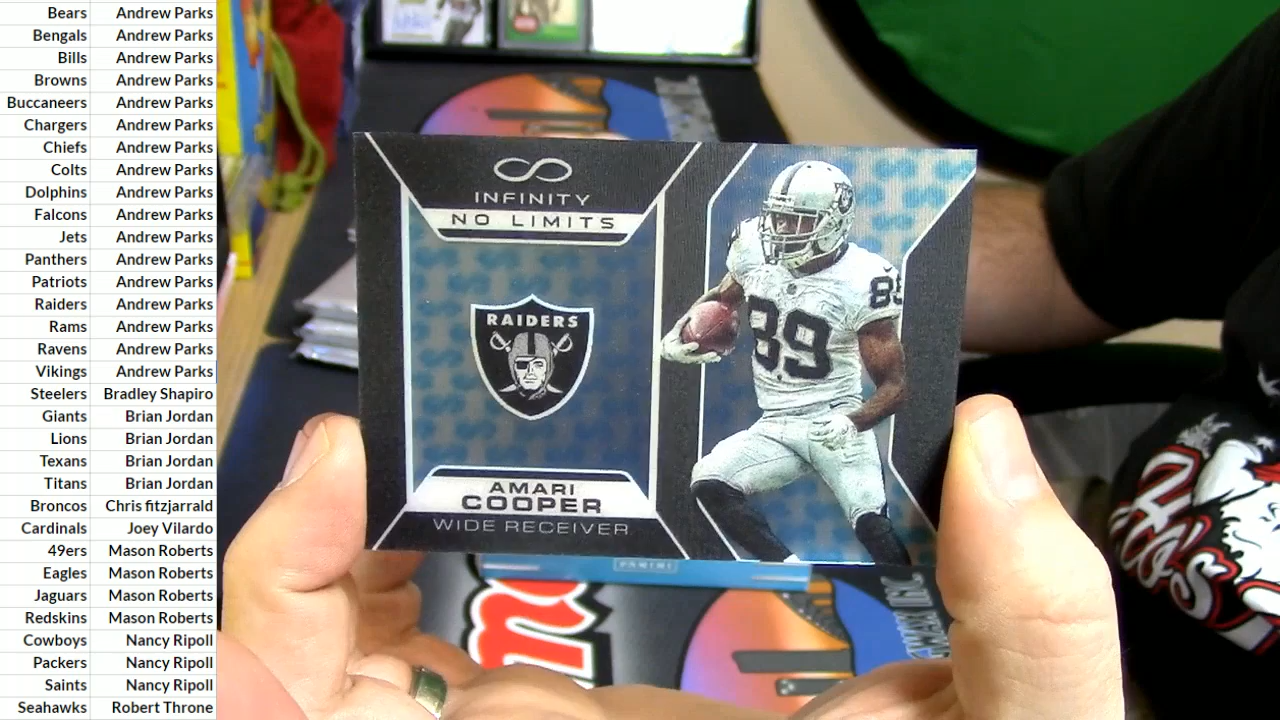 Bears Andrew Parks
Bengals Andrew Parks
Bills Andrew Parks
Browns Andrew Parks
Buccaneers Andrew Parks
Chargers Andrew Parks
Chiefs Andrew Parks
Colts Andrew Parks
Dolphins Andrew Parks
Falcons Andrew Parks
Jets Andrew Parks
Panthers Andrew Parks
Patriots Andrew Parks
Raiders Andrew Parks
Rams Andrew Parks
Ravens Andrew Parks
Vikings Andrew Parks
Steelers Bradley Shapiro
Giants Brian Jordan
Lions Brian Jordan
Texans Brian Jordan
Titans Brian Jordan
Broncos Chris fitzjarrald
Cardinals Joey Vilardo
49ers Mason Roberts
Eagles Mason Roberts
Jaguars Mason Roberts
Redskins Mason Roberts
Cowboys Nancy Ripoll
Packers Nancy Ripoll
Saints Nancy Ripoll
Seahawks Robert Throne
INFINITY
NO LIMITS
RAIDERS
AMARI
COOPER
WIDE RECEIVER
89
89
PANINI